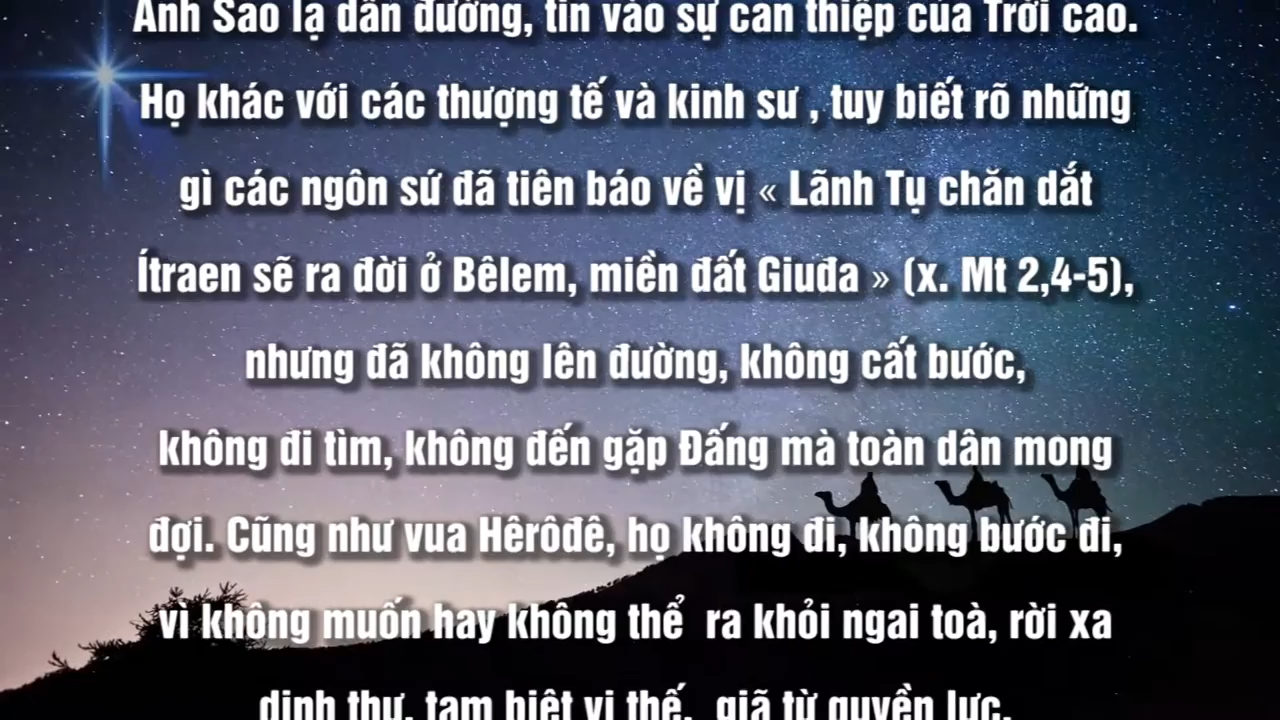 Ánh Sao lạ dẫn đường, tin vào sự can thiệp của Trời cao.
Họ khác với các thượng tế và kinh sư , tuy biết rõ những
gì các ngôn sứ đã tiên báo về vị « Lãnh Tụ chăn dắt
Ítraen sẽ ra đời ở Bêlem, miền đất Giuđa » (x. Mt 2,4-5),
nhưng đã không lên đường, không cất bước,
không đi tìm, không đến gặp Đấng mà toàn dân mong
đợi. Cũng như vua Hêrôđê, họ không đi, không bước đi,
vì không muốn hay không thể  ra khỏi ngai toà, rời xa
dinh thự, tạm biệt vị thế,  giã từ quyền lực.